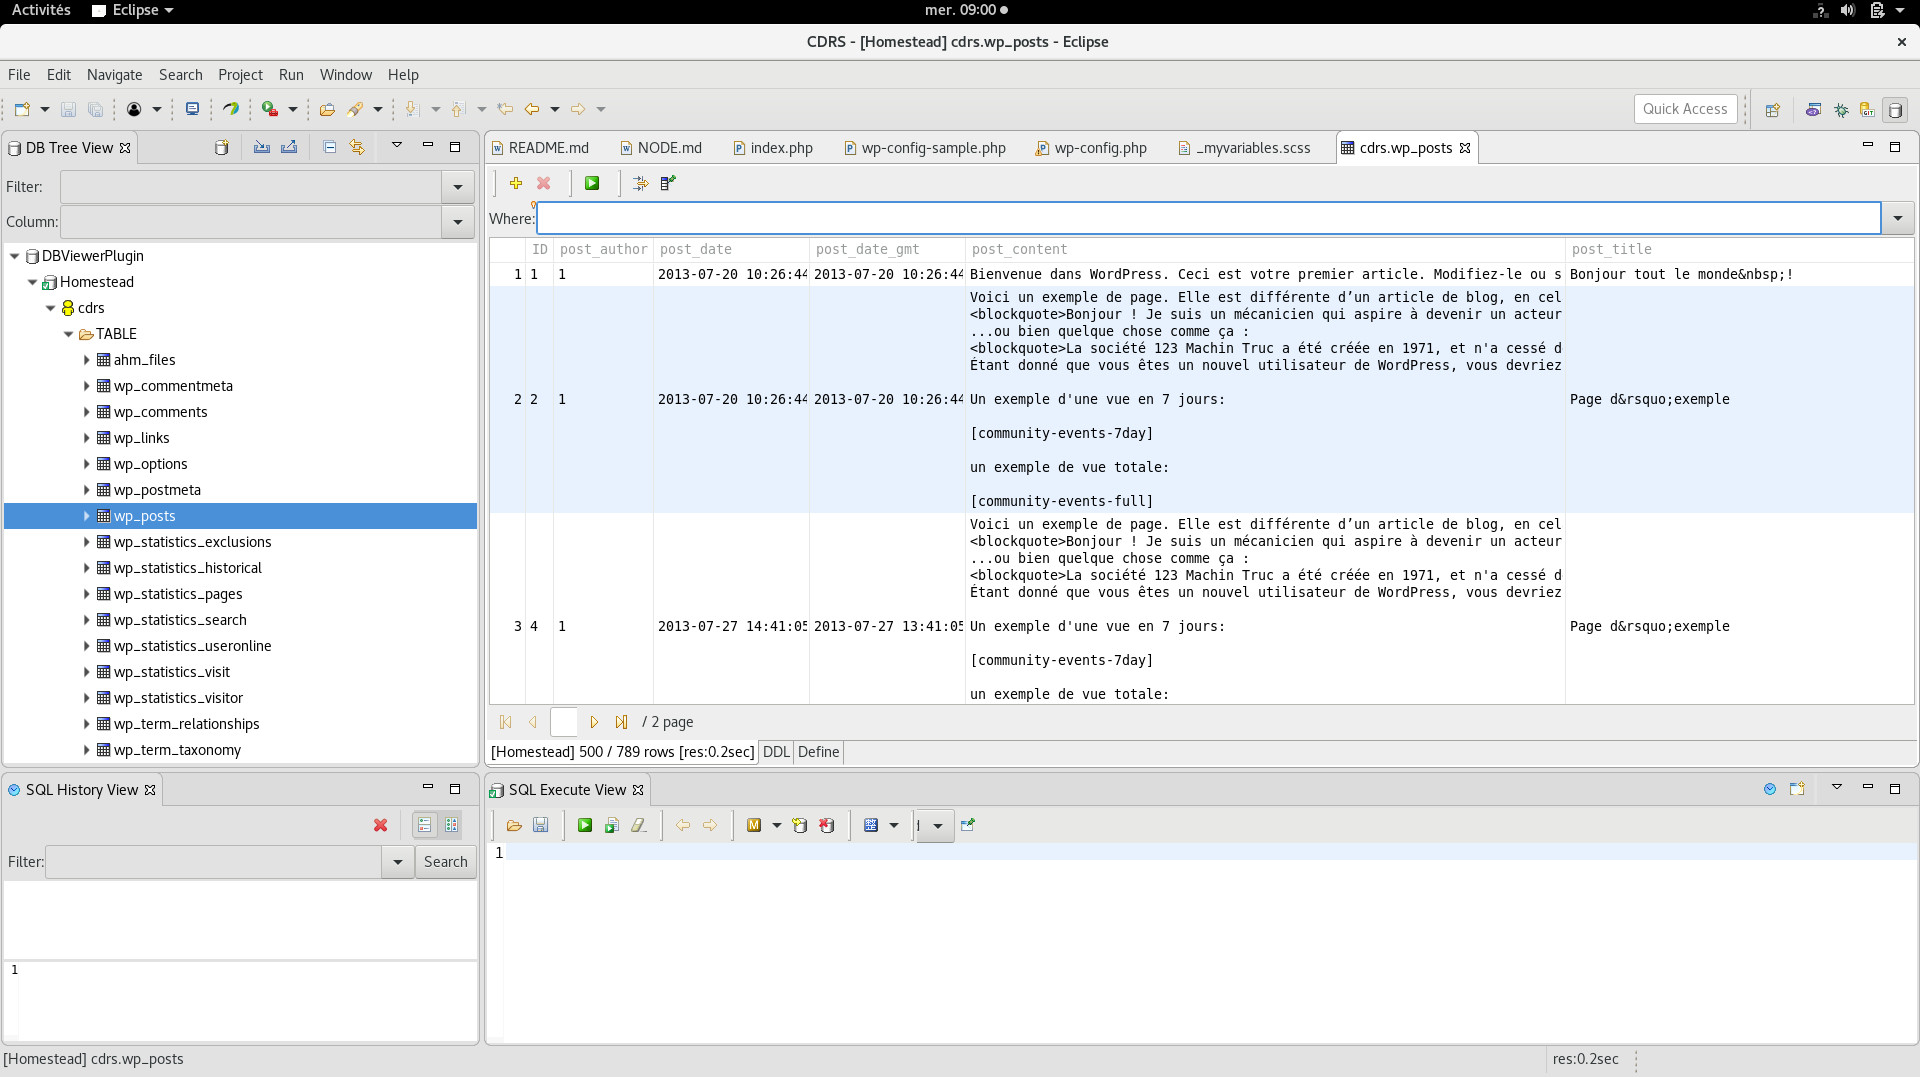 Activités Eclipse mer. 09:00
CDRS - [Homestead] cdrs.wp_posts - Eclipse
File Edit Navigate Search Project Run Window Help
Quick Access
DB Tree View
Filter:
Column:
DBViewerPlugin
Homestead
cdrs
TABLE
ahm_files
wp_commentmeta
wp_comments
wp_links
wp_options
wp_postmeta
wp_posts
wp_statistics_exclusions
wp_statistics_historical
wp_statistics_pages
wp_statistics_search
wp_statistics_useronline
wp_statistics_visit
wp_statistics_visitor
wp_term_relationships
wp_term_taxonomy
README.md NODE.md index.php wp-config-sample.php wp-config.php _myvariables.scss cdrs.wp_posts
Where:
ID post_author post_date post_date_gmt post_content post_title
1 1 1 2013-07-20 10:26:44 2013-07-20 10:26:44 Bienvenue dans WordPress. Ceci est votre premier article. Modifiez-le ou s Bonjour tout le monde&nbsp;!
Voici un exemple de page. Elle est différente d’un article de blog, en cel
<blockquote>Bonjour ! Je suis un mécanicien qui aspire à devenir un acteur
...ou bien quelque chose comme ça :
<blockquote>La société 123 Machin Truc a été créée en 1971, et n'a cessé d
Étant donné que vous êtes un nouvel utilisateur de WordPress, vous devriez
2 2 1 2013-07-20 10:26:44 2013-07-20 10:26:44 Un exemple d'une vue en 7 jours: Page d&rsquo;exemple
[community-events-7day]
un exemple de vue totale:
[community-events-full]
Voici un exemple de page. Elle est différente d’un article de blog, en cel
<blockquote>Bonjour ! Je suis un mécanicien qui aspire à devenir un acteur
...ou bien quelque chose comme ça :
<blockquote>La société 123 Machin Truc a été créée en 1971, et n'a cessé d
Étant donné que vous êtes un nouvel utilisateur de WordPress, vous devriez
3 4 1 2013-07-27 14:41:05 2013-07-27 13:41:05 Un exemple d'une vue en 7 jours: Page d&rsquo;exemple
[community-events-7day]
un exemple de vue totale:
/ 2 page
[Homestead] 500 / 789 rows [res:0.2sec] DDL Define
SQL History View
Filter: Search
1
SQL Execute View
1
[Homestead] cdrs.wp_posts res:0.2sec